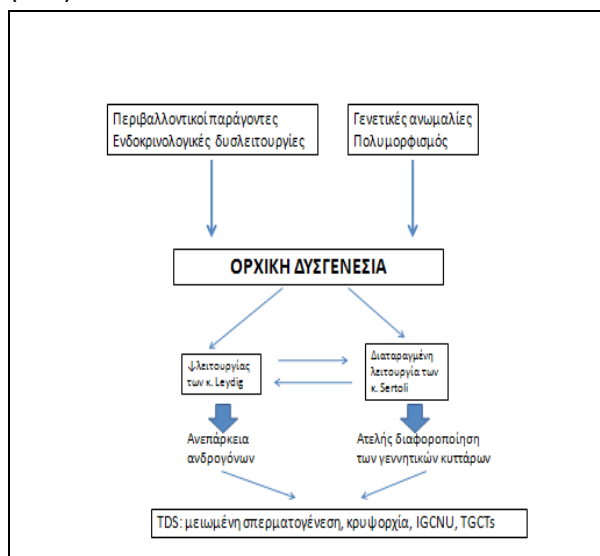 Περιβαλλοντικοί παράγοντες
Ενδοκρινολογικές δυσλειτουργίες
Γενετικές ανωμαλίες
Πολυμορφισμός
ΟΡΧΙΚΗ ΔΥΣΓΕΝΕΣΙΑ
↓λειτουργίας
των κ. Leydig
Διαταραγμένη
λειτουργία των
κ. Sertoli
Ανεπάρκεια
ανδρογόνων
Ατελής διαφοροποίηση
των γεννητικών κυττάρων
TDS: μειωμένη σπερματογένεση, κρυψορχία, IGCNU, TGCTs